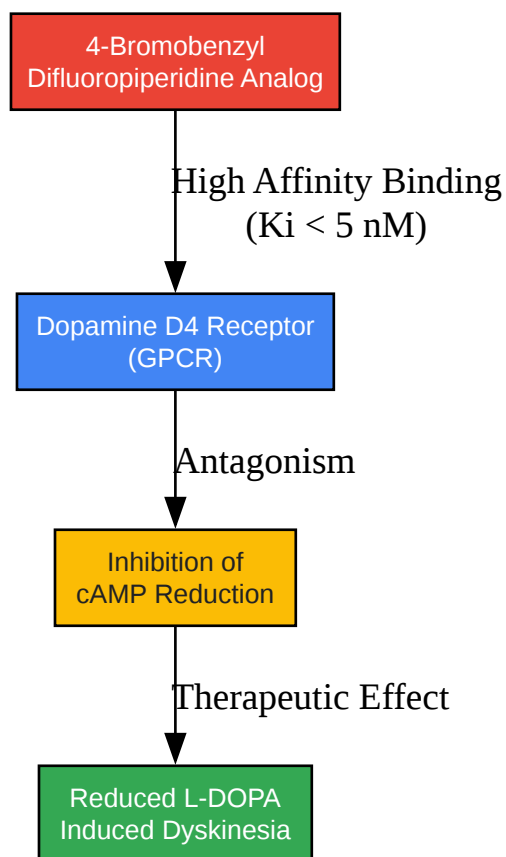 4-Bromobenzyl
Difluoropiperidine Analog
High Affinity Binding
(Ki < 5 nM)
Dopamine D4 Receptor
(GPCR)
Antagonism
Inhibition of
cAMP Reduction
Therapeutic Effect
Reduced L-DOPA
Induced Dyskinesia